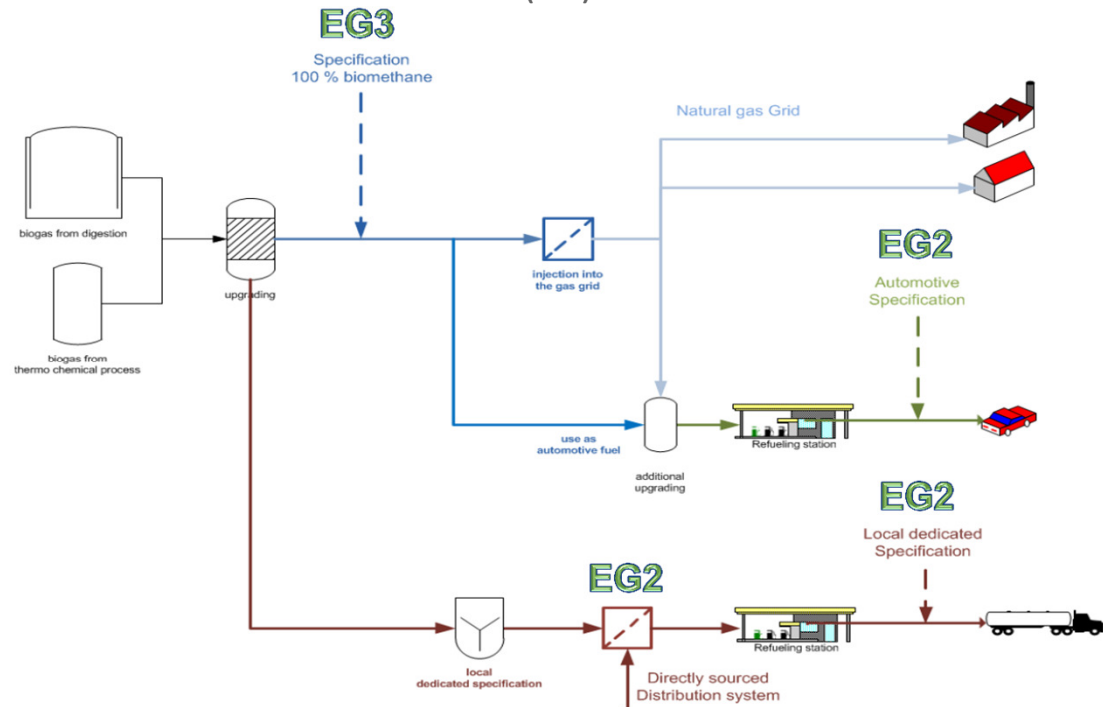 EG3
Specification
100 % biomethane
Natural gas Grid
biogas from digestion
upgrading
injection into
the gas grid
EG2
Automotive
Specification
biogas from
thermo chemical process
use as
automotive fuel
additional
upgrading
Refueling station
EG2
Local dedicated
Specification
EG2
local
dedicated specification
Refueling station
Directly sourced
Distribution system